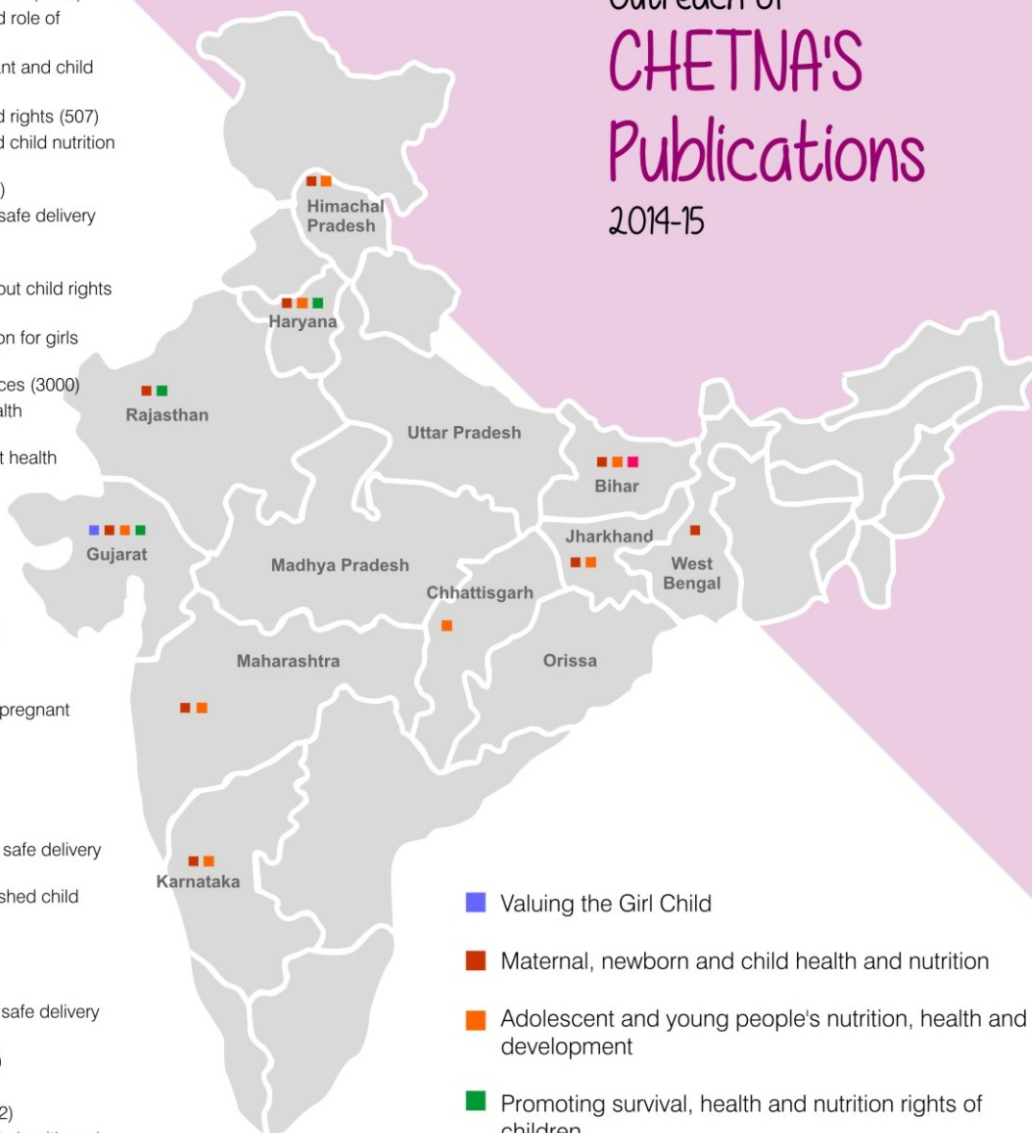 d role of
nt and child
d rights (507)
d child nutrition
)
safe delivery
out child rights
on for girls
ces (3000)
alth
t health
pregnant
safe delivery
shed child
safe delivery
)
2)
Outreach of
CHETNA'S
Publications
2014-15
Himachal
Pradesh
Haryana
Rajasthan
Uttar Pradesh
Bihar
Jharkhand
Gujarat
Madhya Pradesh
West
Bengal
Chhattisgarh
Maharashtra
Orissa
Karnataka
Valuing the Girl Child
Maternal, newborn and child health and nutrition
Adolescent and young people's nutrition, health and
development
Promoting survival, health and nutrition rights of
children